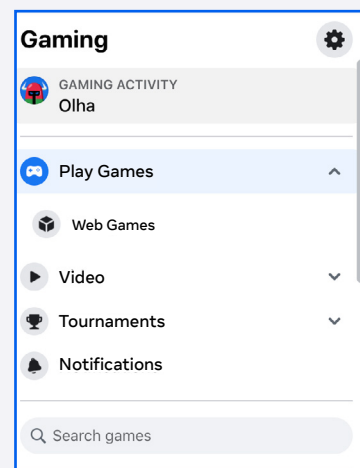 Gaming
GAMING ACTIVITY
Olha
Play Games
Web Games
Video
Tournaments
Notifications
Search games